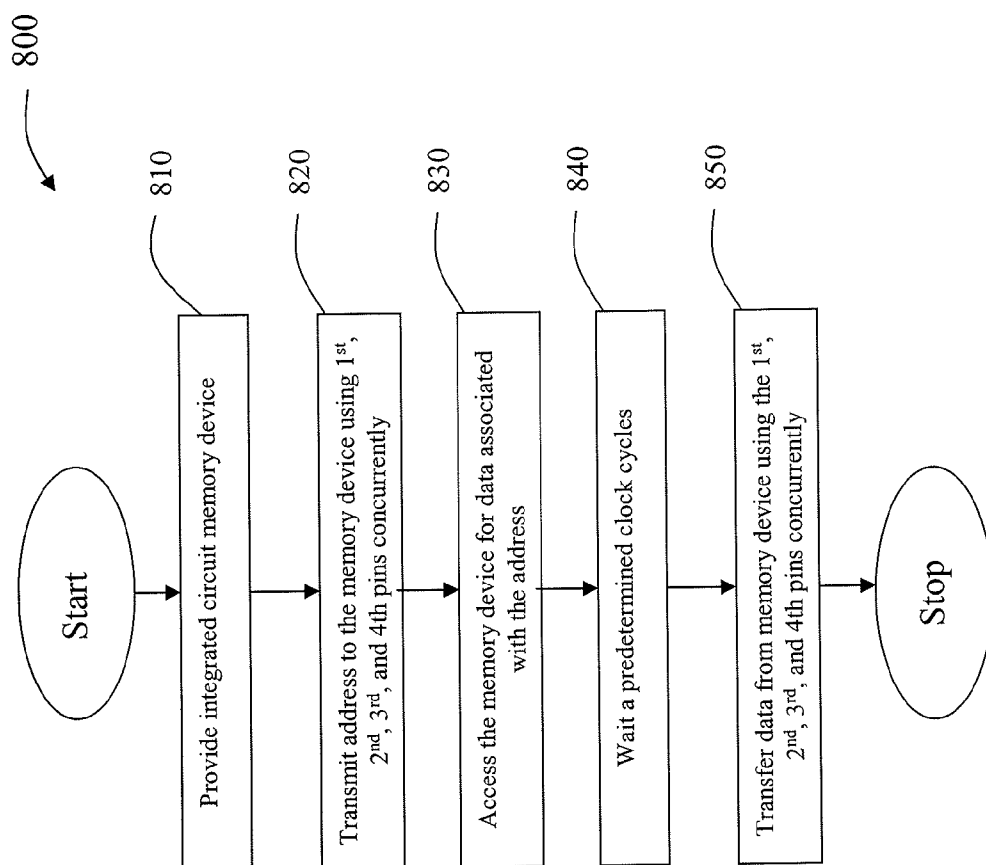 800
Start
Provide integrated circuit memory device
810
Transmit address to the memory device using 1st,
2nd, 3rd, and 4th pins concurrently
820
Access the memory device for data associated
with the address
830
Wait a predetermined clock cycles
840
Transfer data from memory device using the 1st,
2nd, 3rd, and 4th pins concurrently
850
Stop